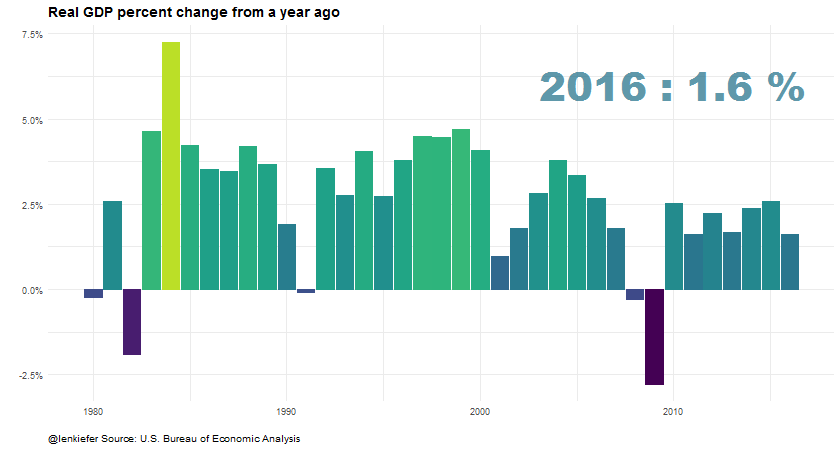 Real GDP percent change from a year ago
7.5%
2016 : 1.6 %
5.0%
2.5%
0.0%
-2.5%
1980 1990 2000 2010
@lenkiefer Source: U.S. Bureau of Economic Analysis